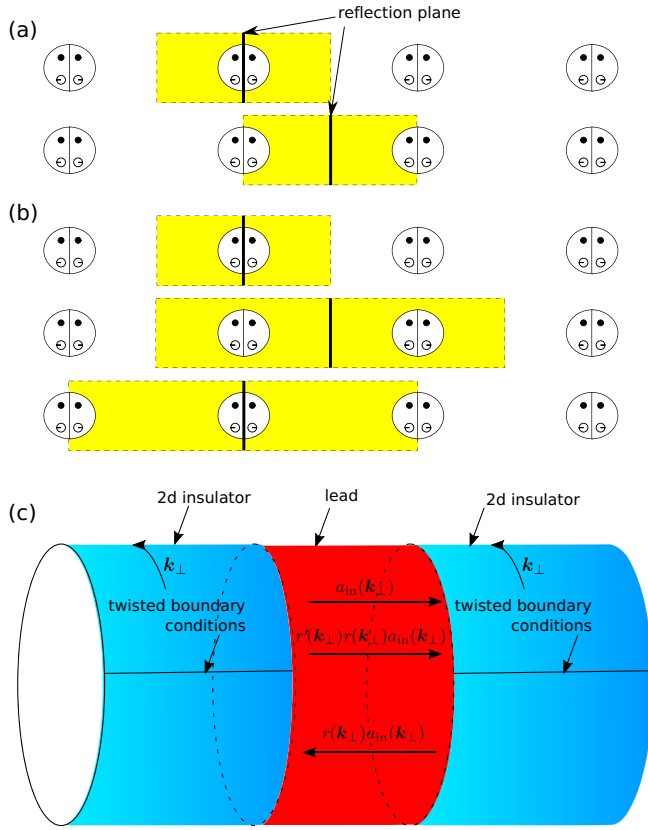 reflection plane
(a)
(b)
(c)
2d insulator
lead
2d insulator
k⊥
a_in(k⊥)
k⊥
twisted boundary
conditions
twisted boundary
conditions
r'(k⊥)r(k⊥)a_in(k⊥)
r(k⊥)a_in(k⊥)